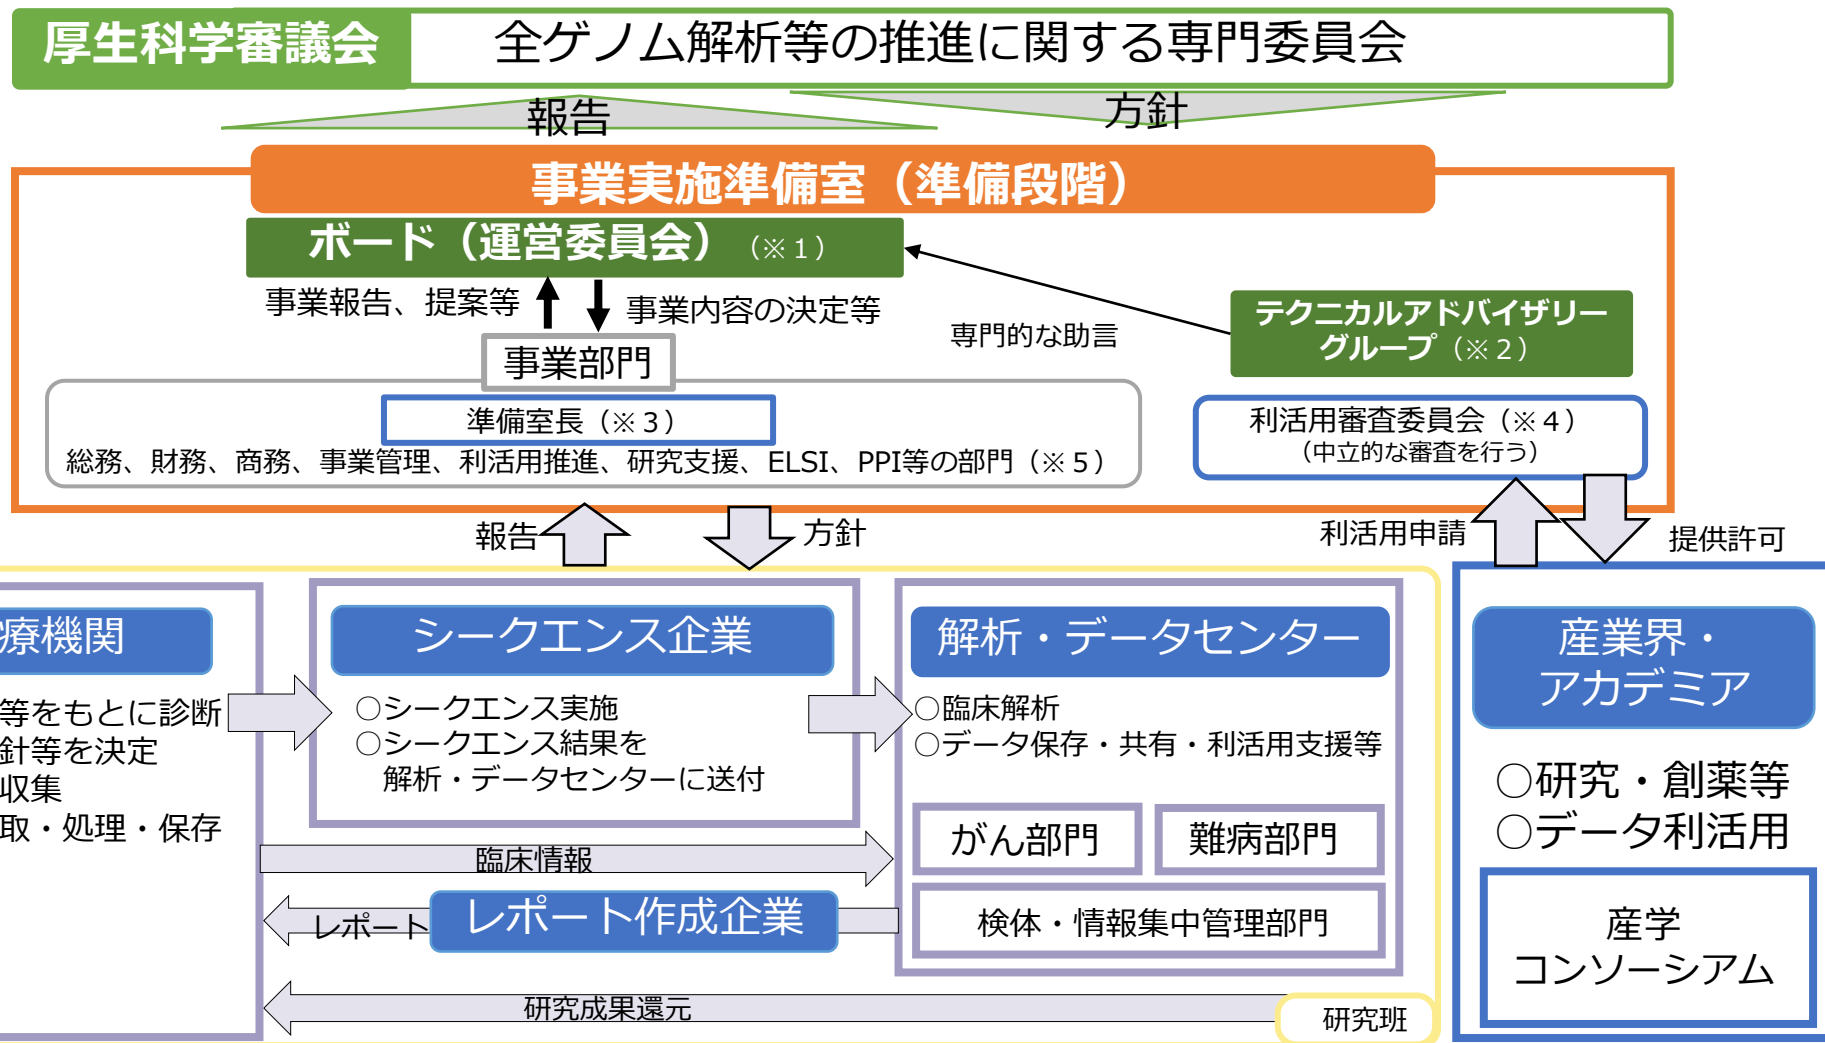 厚生科学審議会
全ゲノム解析等の推進に関する専門委員会
報告
方針
事業実施準備室（準備段階）
ボード（運営委員会）（※１）
事業報告、提案等
事業内容の決定等
専門的な助言
テクニカルアドバイザリー
グループ（※２）
事業部門
準備室長（※３）
総務、財務、商務、事業管理、利活用推進、研究支援、ELSI、PPI等の部門（※５）
利活用審査委員会（※４）
（中立的な審査を行う）
報告
方針
利活用申請
提供許可
療機関
等をもとに診断
針等を決定
収集
取・処理・保存
シークエンス企業
○シークエンス実施
○シークエンス結果を
解析・データセンターに送付
解析・データセンター
○臨床解析
○データ保存・共有・利活用支援等
がん部門
難病部門
検体・情報集中管理部門
臨床情報
レポート
レポート作成企業
研究成果還元
研究班
産業界・
アカデミア
○研究・創薬等
○データ利活用
産学
コンソーシアム